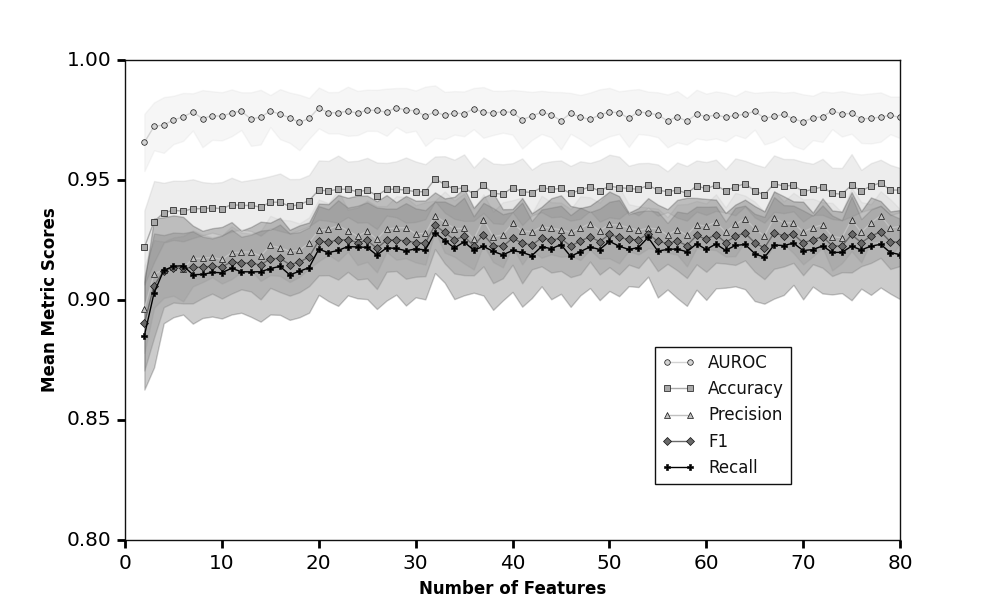 1.00
0.95
0.90
0.85
0.80
Mean Metric Scores
AUROC
Accuracy
Precision
F1
Recall
0 10 20 30 40 50 60 70 80
Number of Features